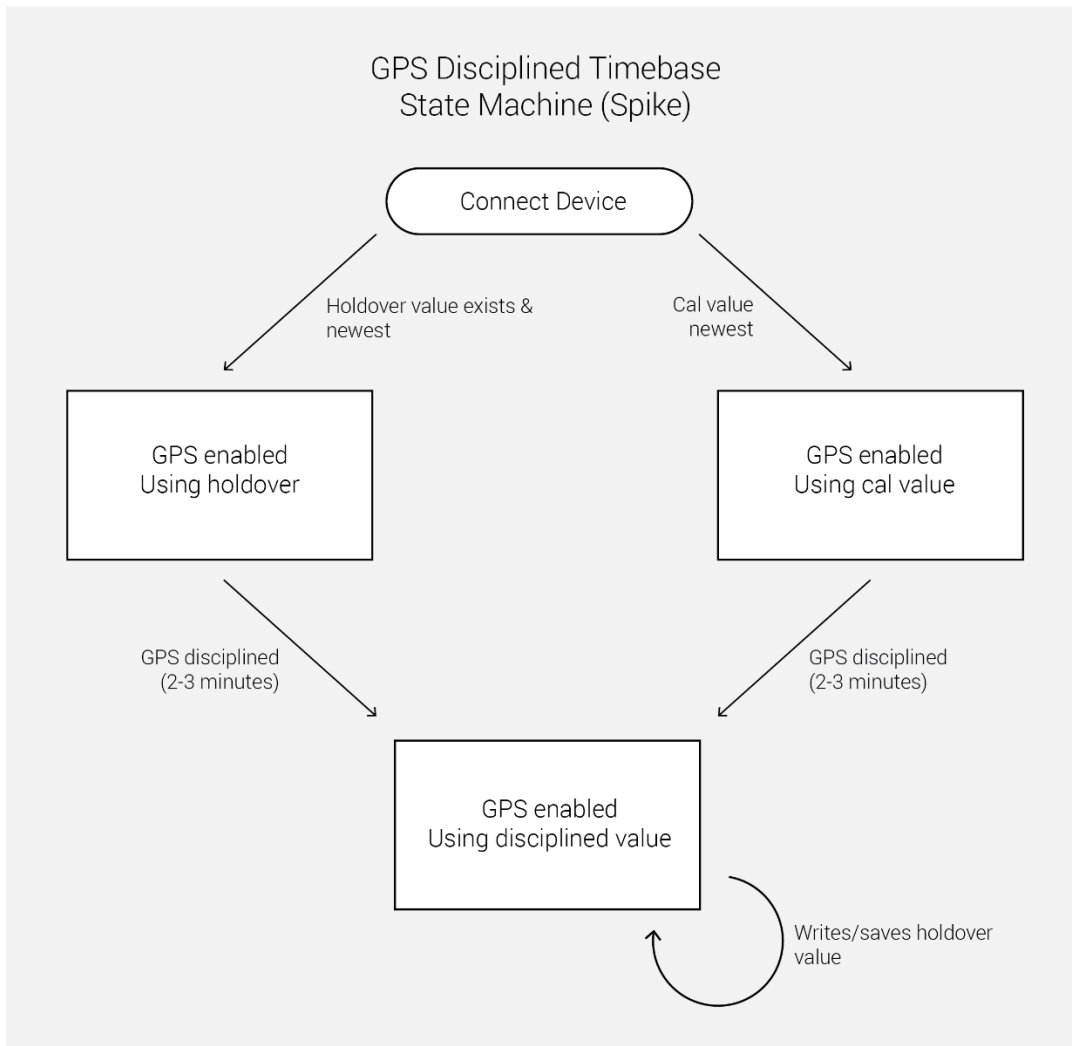 GPS Disciplined Timebase
State Machine (Spike)
Connect Device
Holdover value exists &
newest
Cal value
newest
GPS enabled
Using holdover
GPS enabled
Using cal value
GPS disciplined
(2-3 minutes)
GPS disciplined
(2-3 minutes)
GPS enabled
Using disciplined value
Writes/saves holdover
value